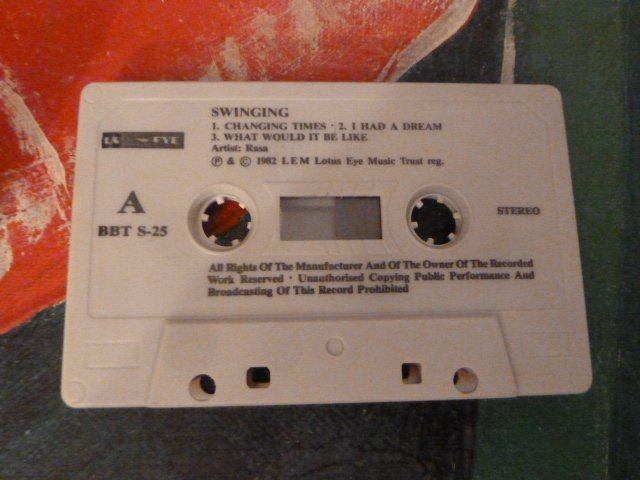 SWINGING
1. CHANGING TIMES · 2. I HAD A DREAM
3. WHAT WOULD IT BE LIKE
Artist: Rasa
Ⓟ & © 1982 L E M Lotus Eye Music Trust reg.
EYE
A
BBT S-25
STEREO
All Rights Of The Manufacturer And Of The Owner Of The Recorded
Work Reserved · Unauthorised Copying Public Performance And
Broadcasting Of This Record Prohibited